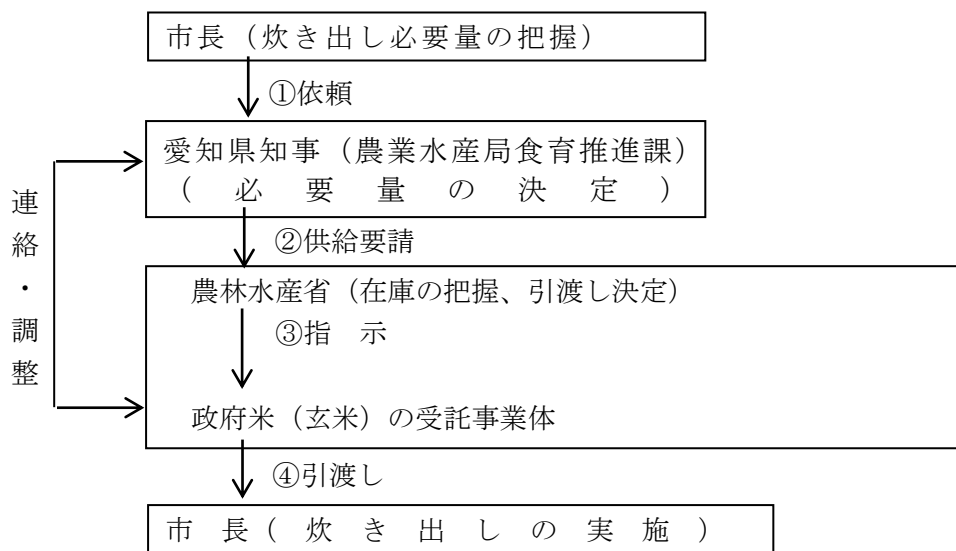 市長（炊き出し必要量の把握）
①依頼
愛知県知事（農業水産局食育推進課）
（必要量の決定）
②供給要請
農林水産省（在庫の把握、引渡し決定）
③指　示
政府米（玄米）の受託事業体
④引渡し
市長（炊き出しの実施）
連絡・調整